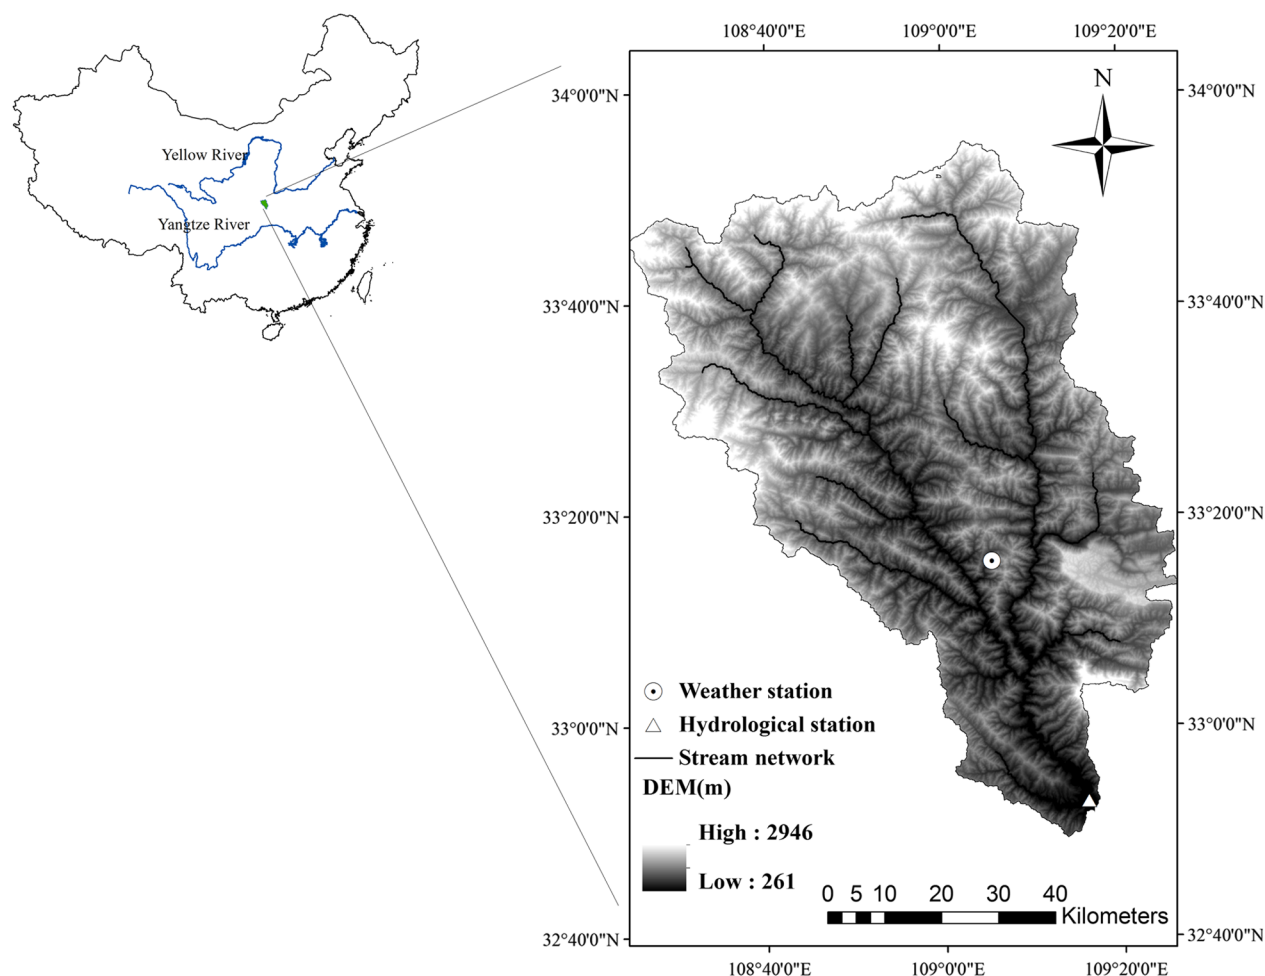 108°40'0"E 109°0'0"E 109°20'0"E
N
34°0'0"N 34°0'0"N
Yellow River
Yangtze River
33°40'0"N 33°40'0"N
33°20'0"N 33°20'0"N
Weather station
Hydrological station
33°0'0"N 33°0'0"N
Stream network
DEM(m)
High : 2946
Low : 261
0 5 10 20 30 40
Kilometers
32°40'0"N 32°40'0"N
108°40'0"E 109°0'0"E 109°20'0"E